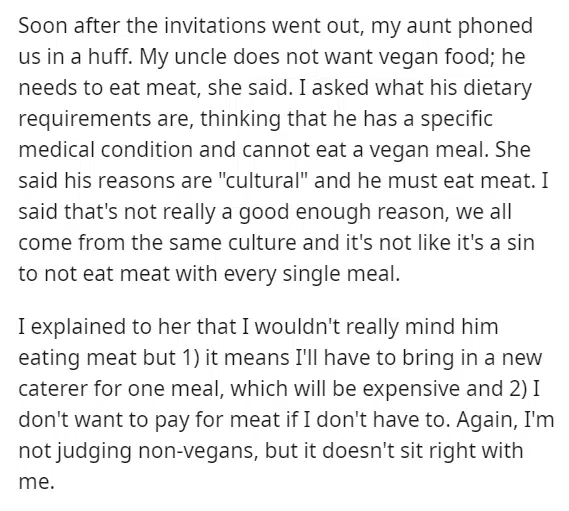 Soon after the invitations went out, my aunt phoned
us in a huff. My uncle does not want vegan food; he
needs to eat meat, she said. I asked what his dietary
requirements are, thinking that he has a specific
medical condition and cannot eat a vegan meal. She
said his reasons are "cultural" and he must eat meat. I
said that's not really a good enough reason, we all
come from the same culture and it's not like it's a sin
to not eat meat with every single meal.
I explained to her that I wouldn't really mind him
eating meat but 1) it means I'll have to bring in a new
caterer for one meal, which will be expensive and 2) I
don't want to pay for meat if I don't have to. Again, I'm
not judging non-vegans, but it doesn't sit right with
me.